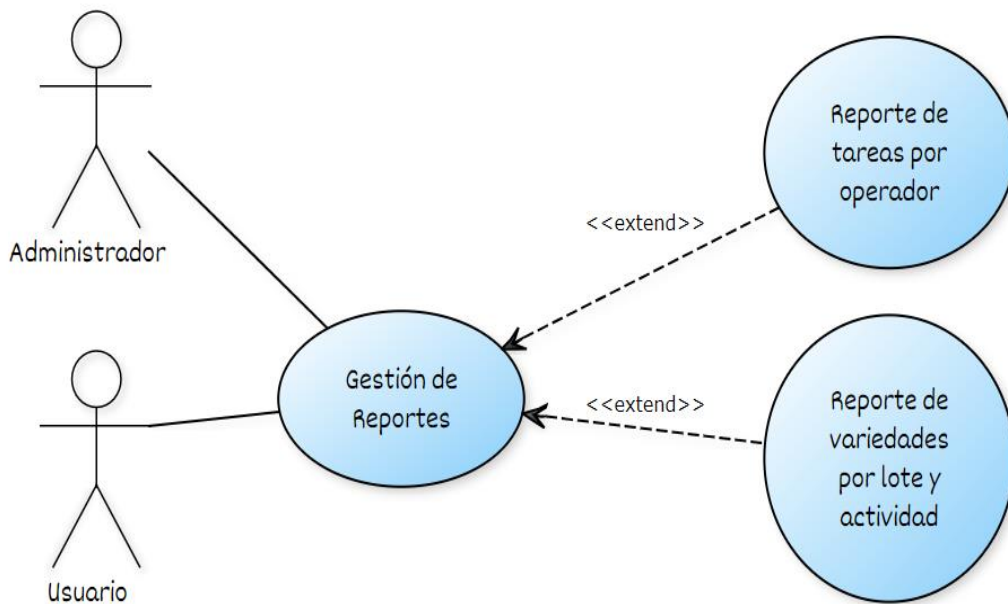 Administrador
Usuario
Gestión de
Reportes
<<extend>>
<<extend>>
Reporte de
tareas por
operador
Reporte de
variedades
por lote y
actividad